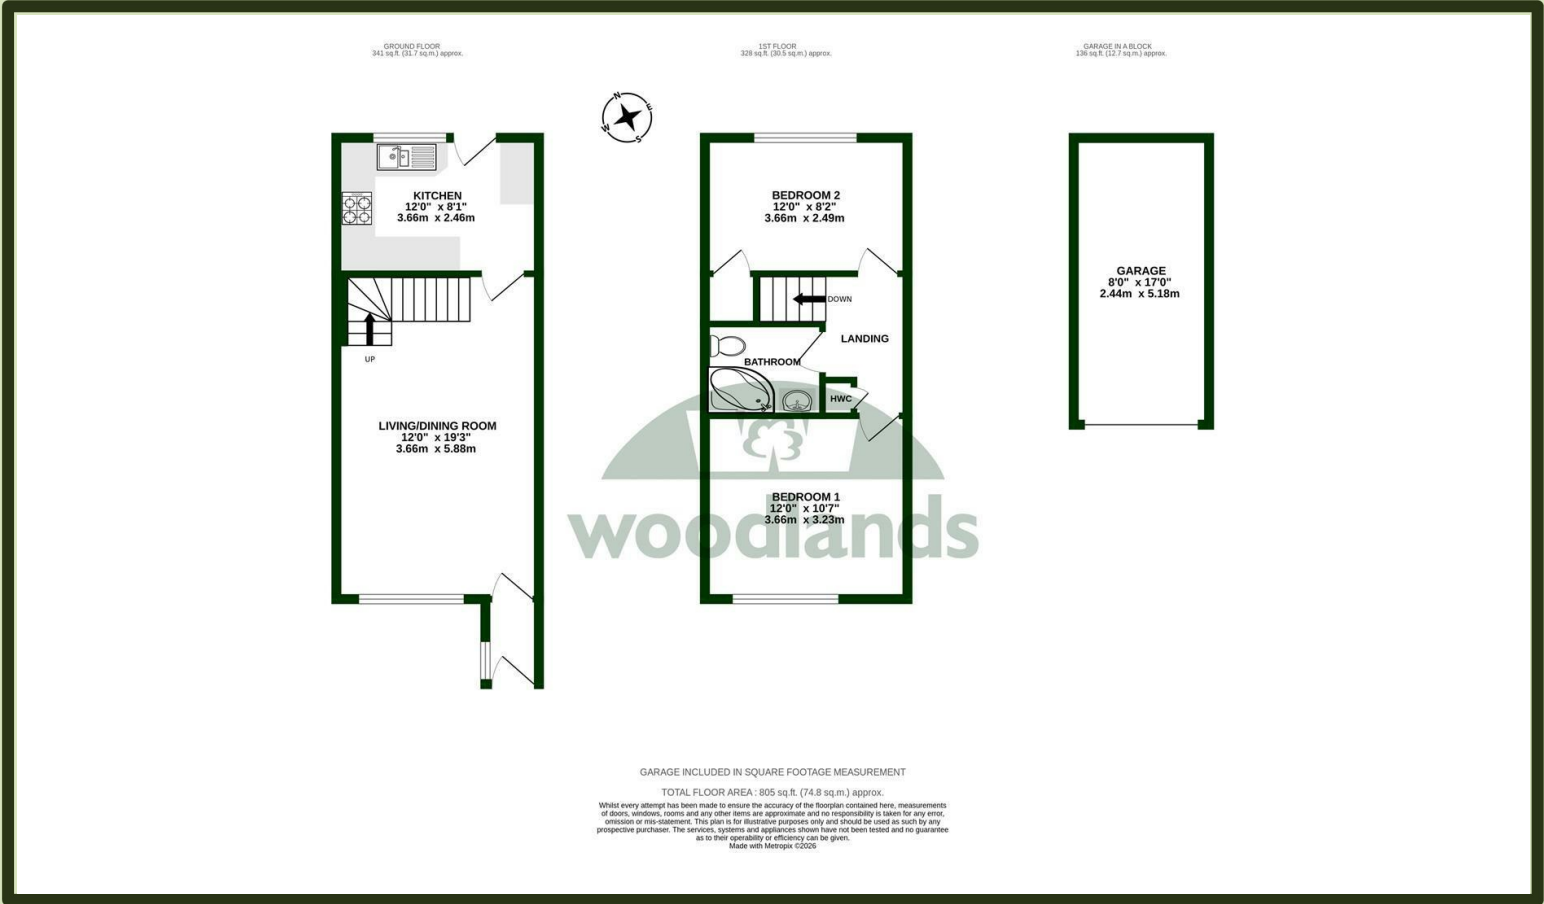 GROUND FLOOR
341 sq.ft. (31.7 sq.m.) approx.
1ST FLOOR
328 sq.ft. (30.5 sq.m.) approx.
GARAGE IN A BLOCK
136 sq.ft. (12.7 sq.m.) approx.
N
E
W
S
KITCHEN
12'0" x 8'1"
3.66m x 2.46m
UP
LIVING/DINING ROOM
12'0" x 19'3"
3.66m x 5.88m
BEDROOM 2
12'0" x 8'2"
3.66m x 2.49m
DOWN
LANDING
BATHROOM
HWC
BEDROOM 1
12'0" x 10'7"
3.66m x 3.23m
woodlands
GARAGE
8'0" x 17'0"
2.44m x 5.18m
GARAGE INCLUDED IN SQUARE FOOTAGE MEASUREMENT
TOTAL FLOOR AREA : 805 sq.ft. (74.8 sq.m.) approx.
Whilst every attempt has been made to ensure the accuracy of the floorplan contained here, measurements
of doors, windows, rooms and any other items are approximate and no responsibility is taken for any error,
omission or mis-statement. This plan is for illustrative purposes only and should be used as such by any
prospective purchaser. The services, systems and appliances shown have not been tested and no guarantee
as to their operability or efficiency can be given.
Made with Metropix ©2026